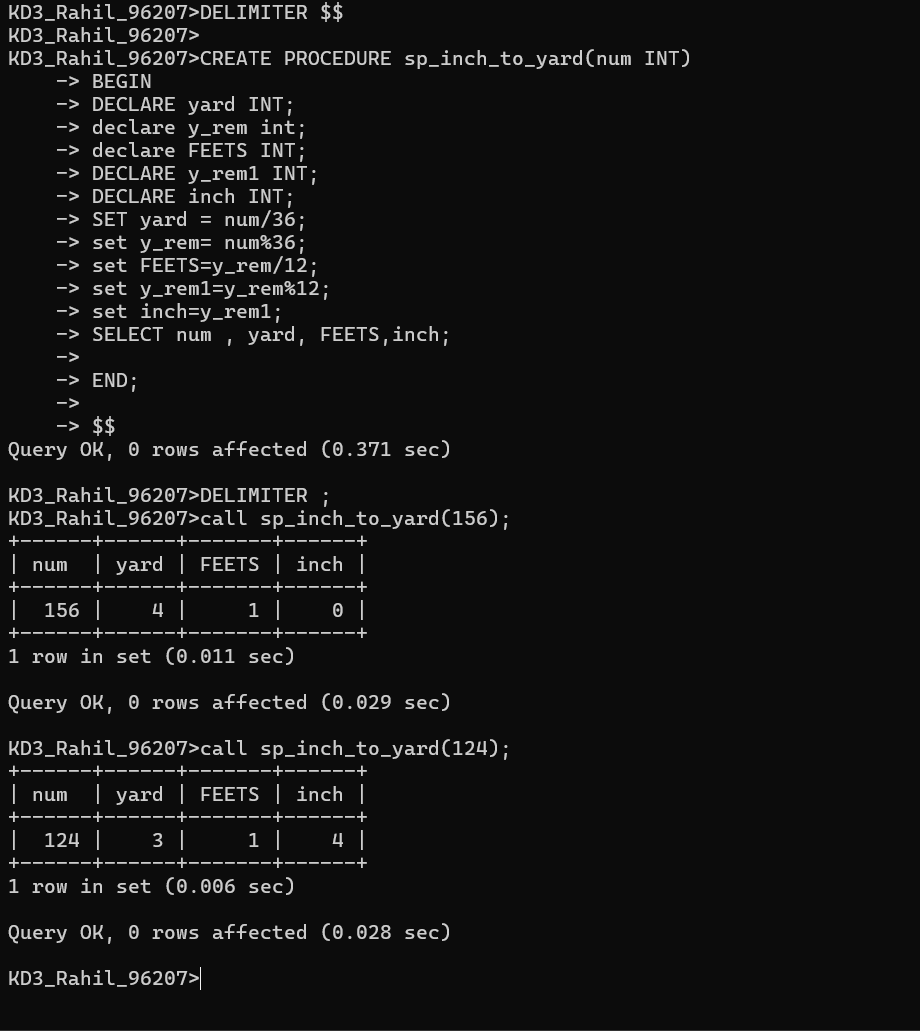 KD3_Rahil_96207>DELIMITER $$
KD3_Rahil_96207>
KD3_Rahil_96207>CREATE PROCEDURE sp_inch_to_yard(num INT)
    -> BEGIN
    -> DECLARE yard INT;
    -> declare y_rem int;
    -> declare FEETS INT;
    -> DECLARE y_rem1 INT;
    -> DECLARE inch INT;
    -> SET yard = num/36;
    -> set y_rem= num%36;
    -> set FEETS=y_rem/12;
    -> set y_rem1=y_rem%12;
    -> set inch=y_rem1;
    -> SELECT num , yard, FEETS,inch;
    ->
    -> END;
    ->
    -> $$
Query OK, 0 rows affected (0.371 sec)

KD3_Rahil_96207>DELIMITER ;
KD3_Rahil_96207>call sp_inch_to_yard(156);
+------+------+-------+------+
| num  | yard | FEETS | inch |
+------+------+-------+------+
|  156 |    4 |     1 |    0 |
+------+------+-------+------+
1 row in set (0.011 sec)

Query OK, 0 rows affected (0.029 sec)

KD3_Rahil_96207>call sp_inch_to_yard(124);
+------+------+-------+------+
| num  | yard | FEETS | inch |
+------+------+-------+------+
|  124 |    3 |     1 |    4 |
+------+------+-------+------+
1 row in set (0.006 sec)

Query OK, 0 rows affected (0.028 sec)

KD3_Rahil_96207>